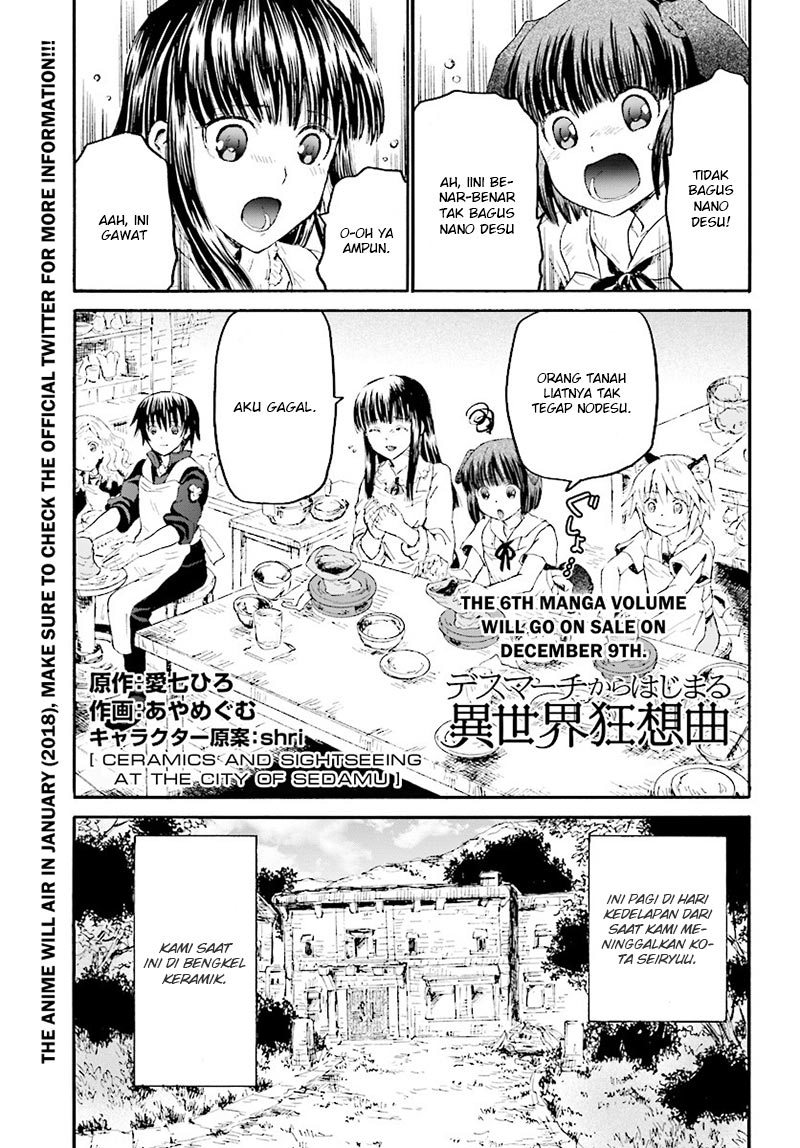 THE ANIME WILL AIR IN JANUARY (2018), MAKE SURE TO CHECK THE OFFICIAL TWITTER FOR MORE INFORMATION!!!
TIDAK
BAGUS
NANO
DESU!
AH, IINI BE-
NAR-BENAR
TAK BAGUS
NANO DESU
O-OH YA
AMPUN.
AAH, INI
GAWAT
ORANG TANAH
LIATNYA TAK
TEGAP NODESU.
AKU GAGAL.
ぐしょ…
THE 6TH MANGA VOLUME
WILL GO ON SALE ON
DECEMBER 9TH.
デスマーチからはじまる
異世界狂想曲
原作:愛七ひろ
作画:あやめぐむ
キャラクター原案:shri
[ CERAMICS AND SIGHTSEEING
AT THE CITY OF SEDAMU ]
INI PAGI DI HARI
KEDELAPAN DARI
SAAT KAMI ME-
NINGGALKAN KO-
TA SEIRYUU.
KAMI SAAT
INI DI BENGKEL
KERAMIK.